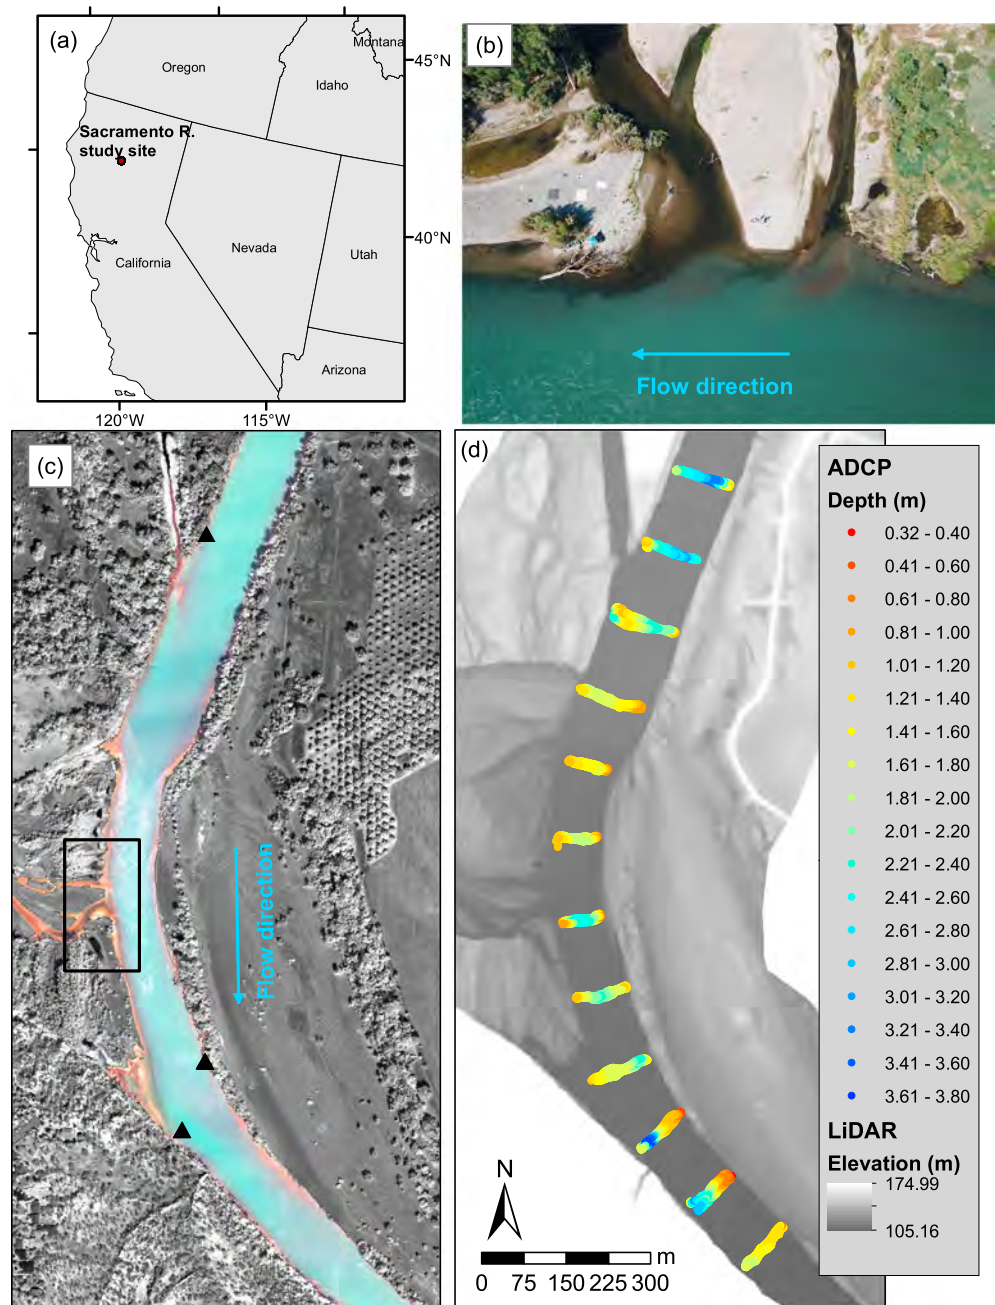 (a)
Montana
45°N
Oregon
Idaho
Sacramento R.
study site
40°N
Nevada
Utah
California
Arizona
120°W
115°W
(b)
Flow direction
(c)
Flow direction
(d)
ADCP
Depth (m)
0.32 - 0.40
0.41 - 0.60
0.61 - 0.80
0.81 - 1.00
1.01 - 1.20
1.21 - 1.40
1.41 - 1.60
1.61 - 1.80
1.81 - 2.00
2.01 - 2.20
2.21 - 2.40
2.41 - 2.60
2.61 - 2.80
2.81 - 3.00
3.01 - 3.20
3.21 - 3.40
3.41 - 3.60
3.61 - 3.80
LiDAR
Elevation (m)
174.99
105.16
N
m
0 75 150 225 300